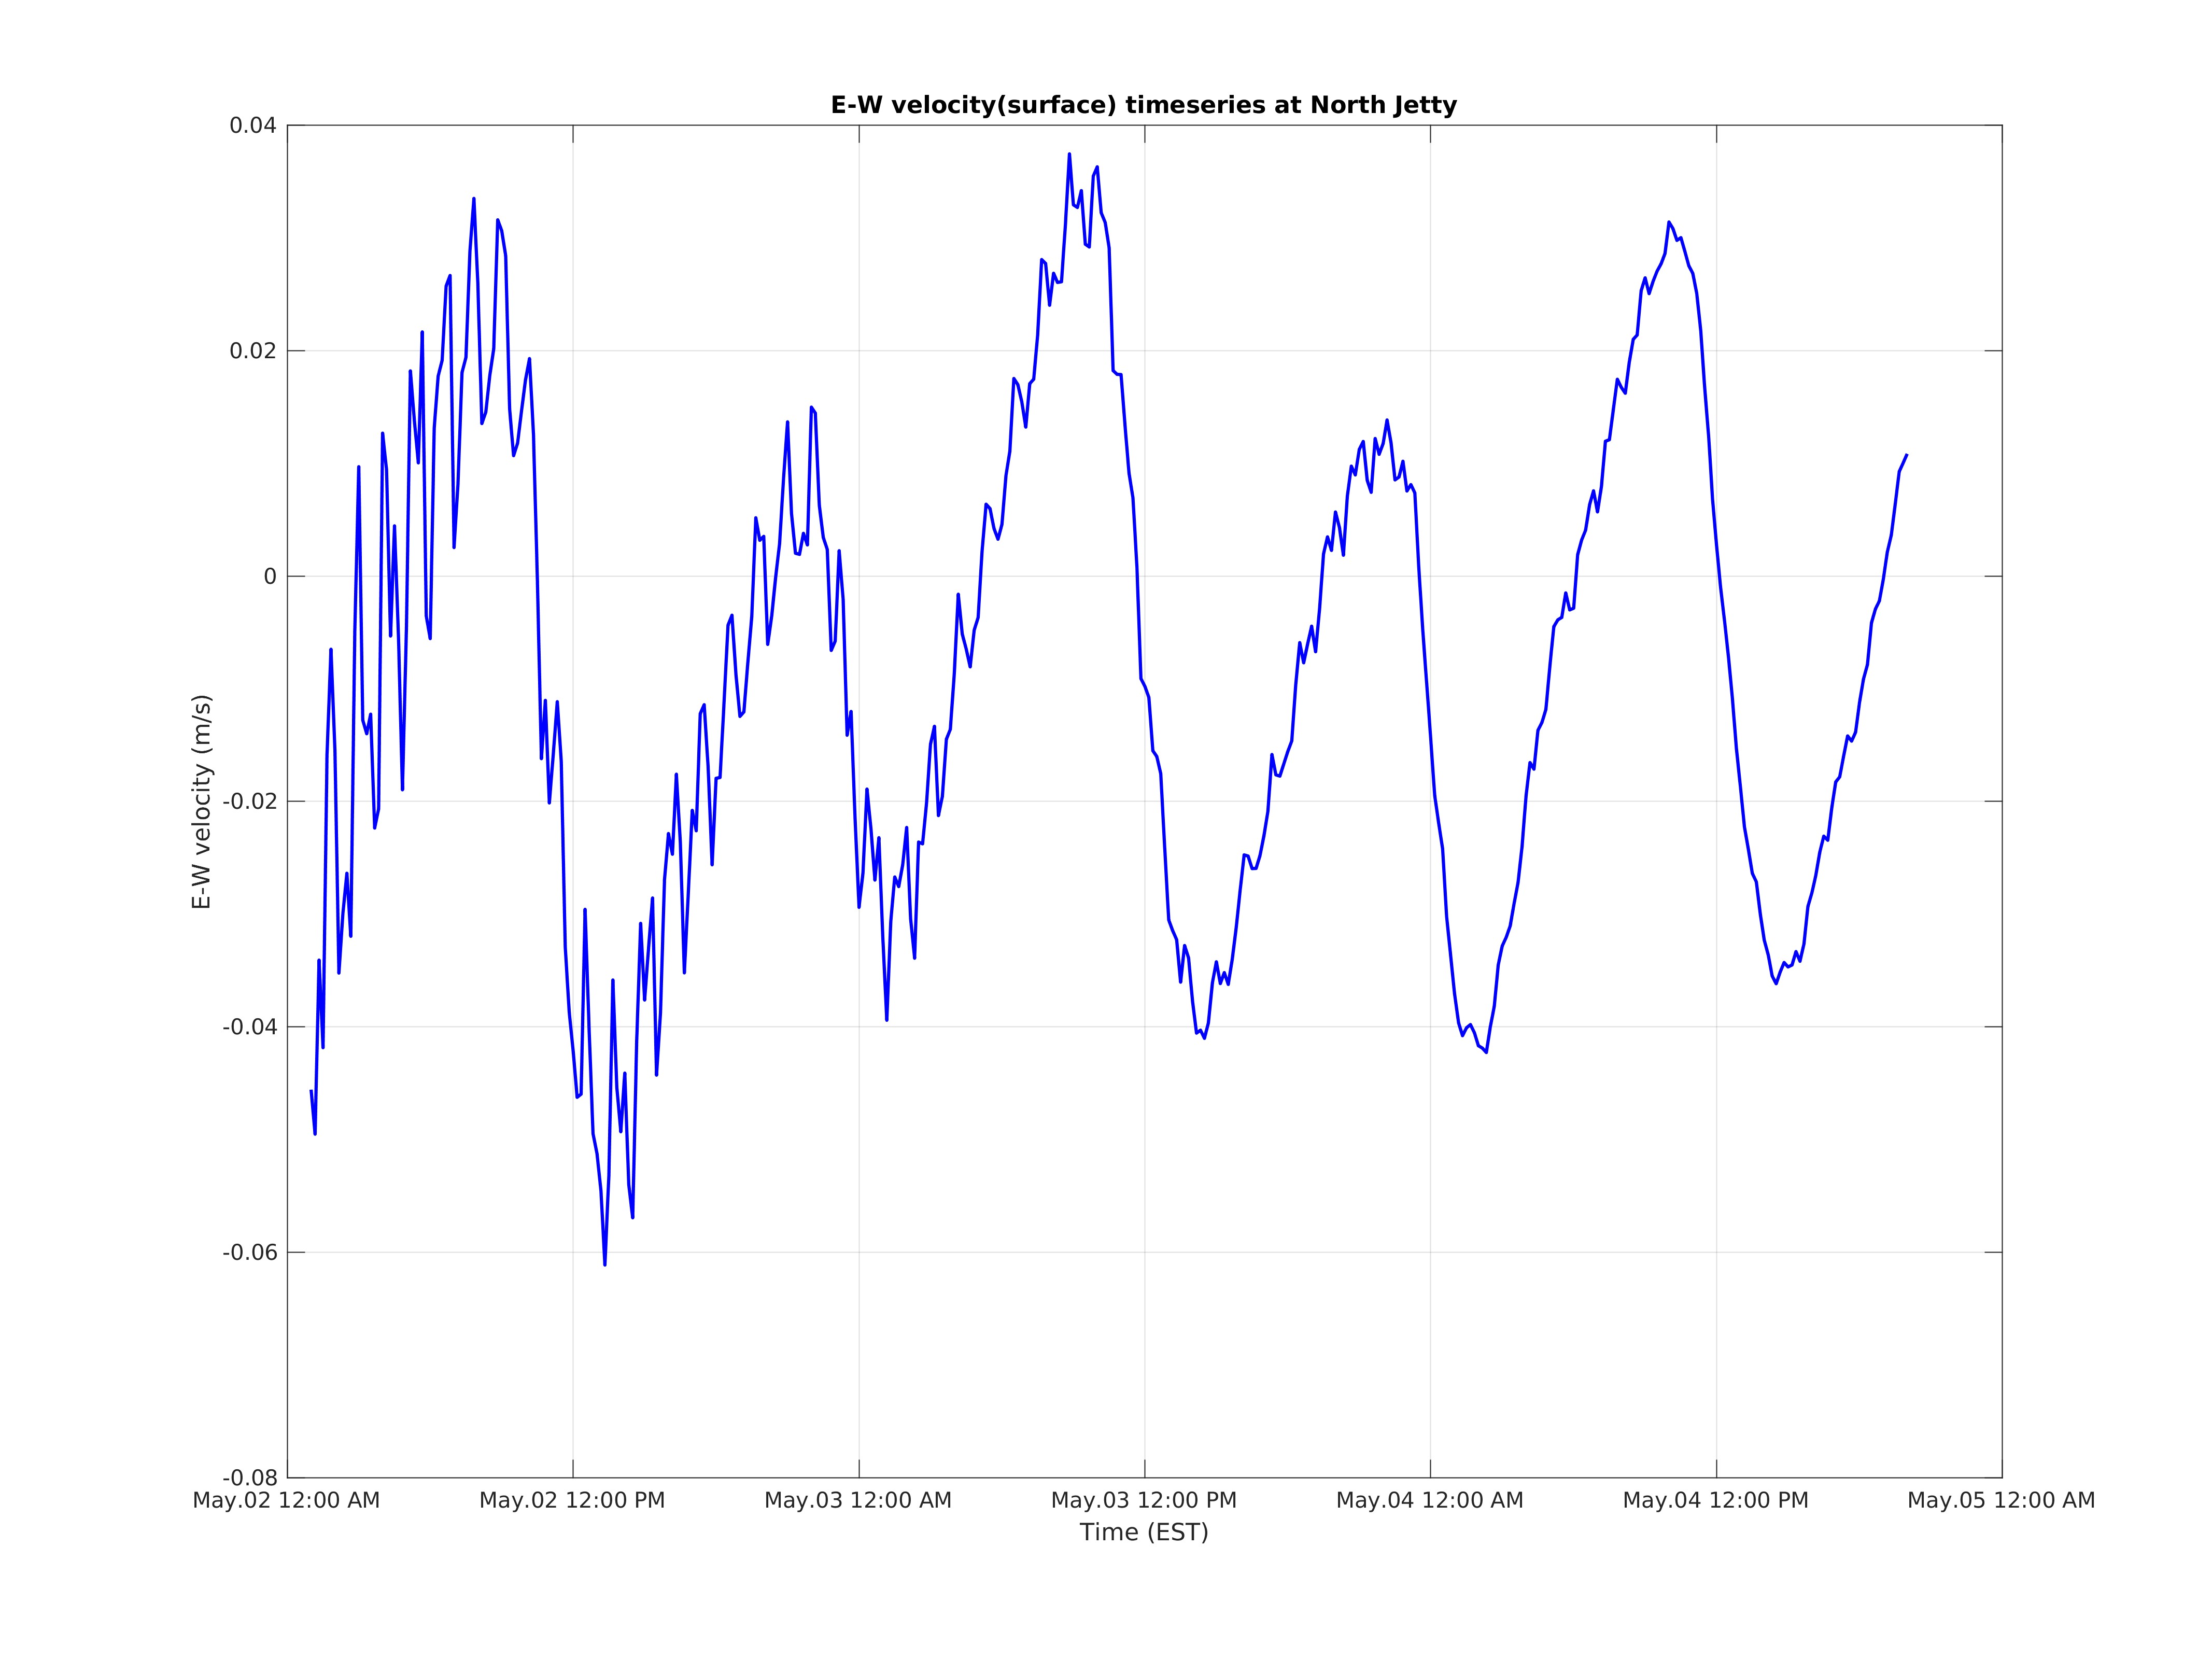 E-W velocity(surface) timeseries at North Jetty
0.04
0.02
0
-0.02
-0.04
-0.06
-0.08
E-W velocity (m/s)
May.02 12:00 AM May.02 12:00 PM May.03 12:00 AM May.03 12:00 PM May.04 12:00 AM May.04 12:00 PM May.05 12:00 AM
Time (EST)